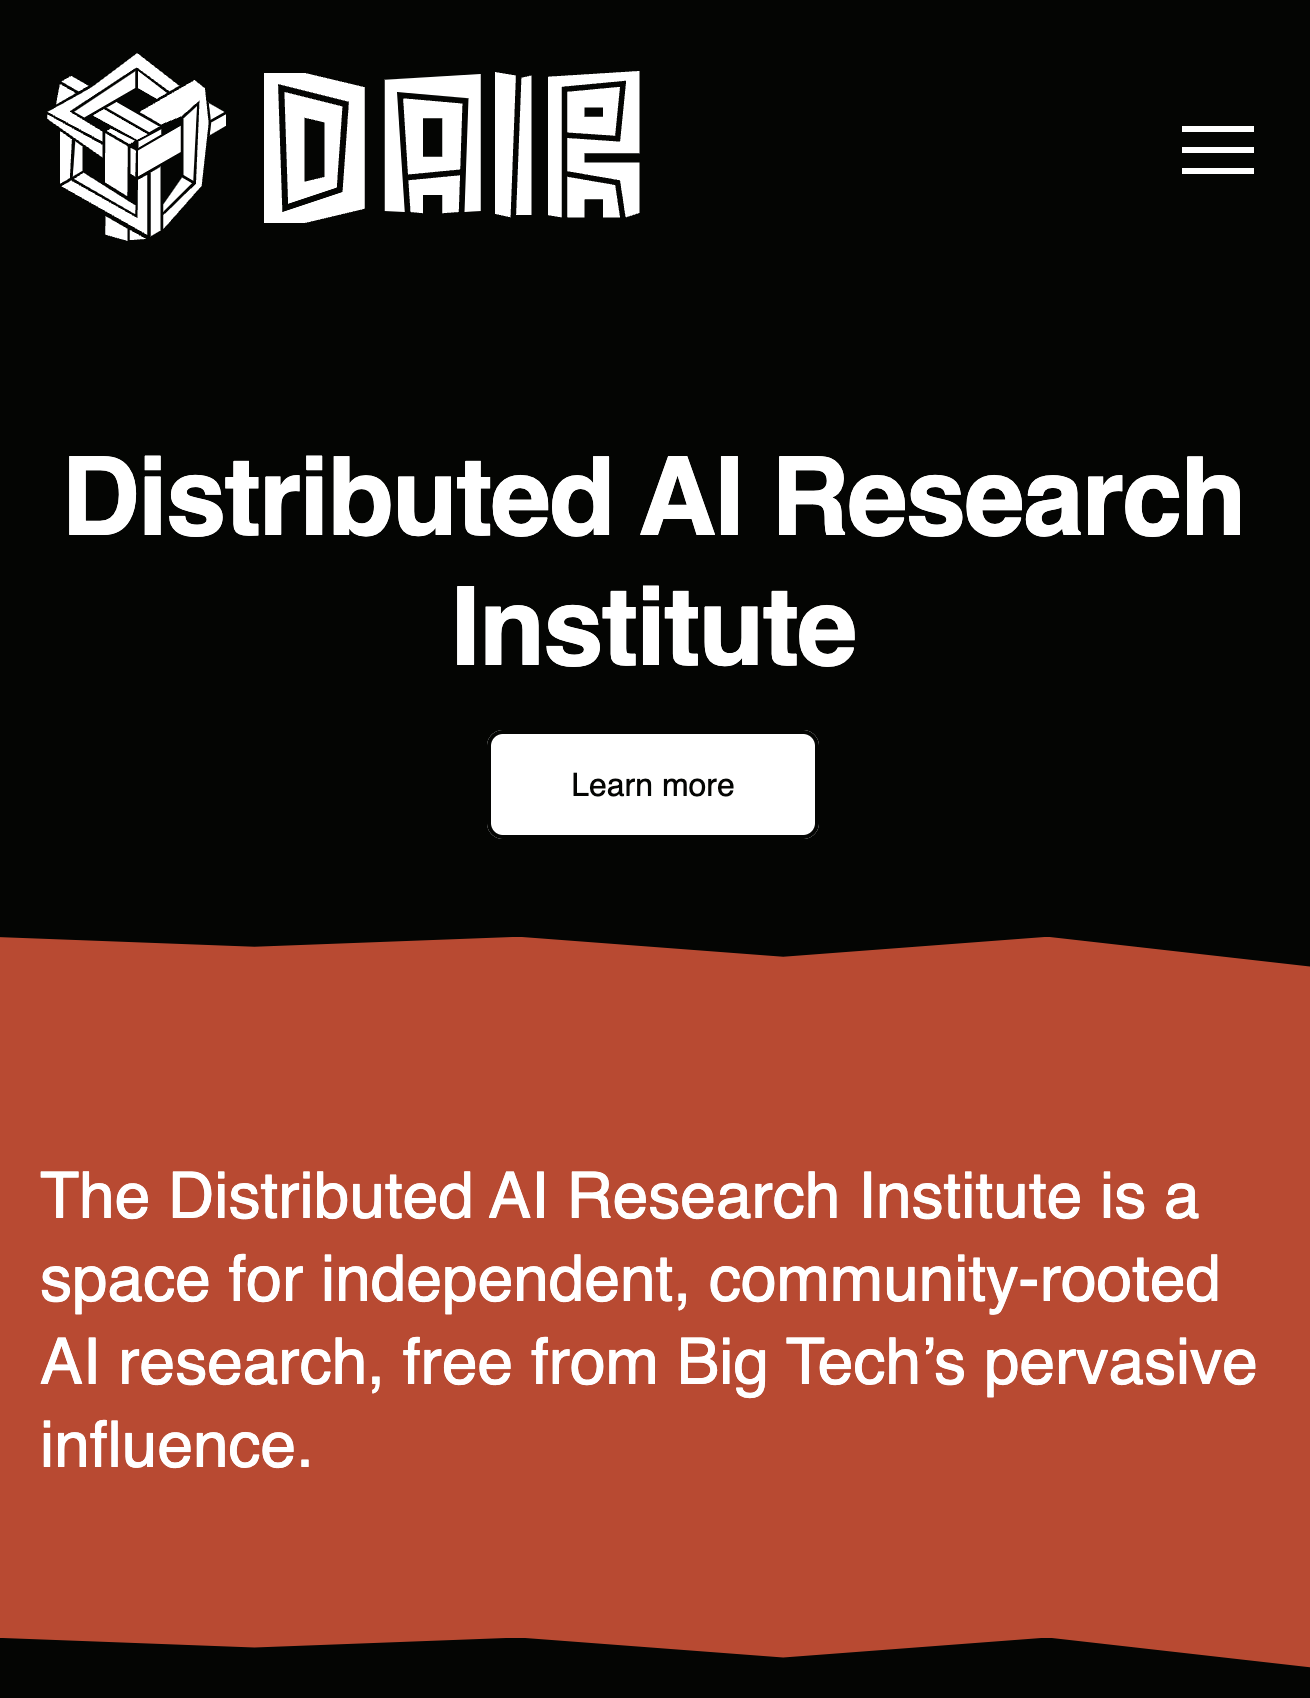 DAIR
Distributed AI Research
Institute
Learn more
The Distributed AI Research Institute is a
space for independent, community-rooted
AI research, free from Big Tech’s pervasive
influence.